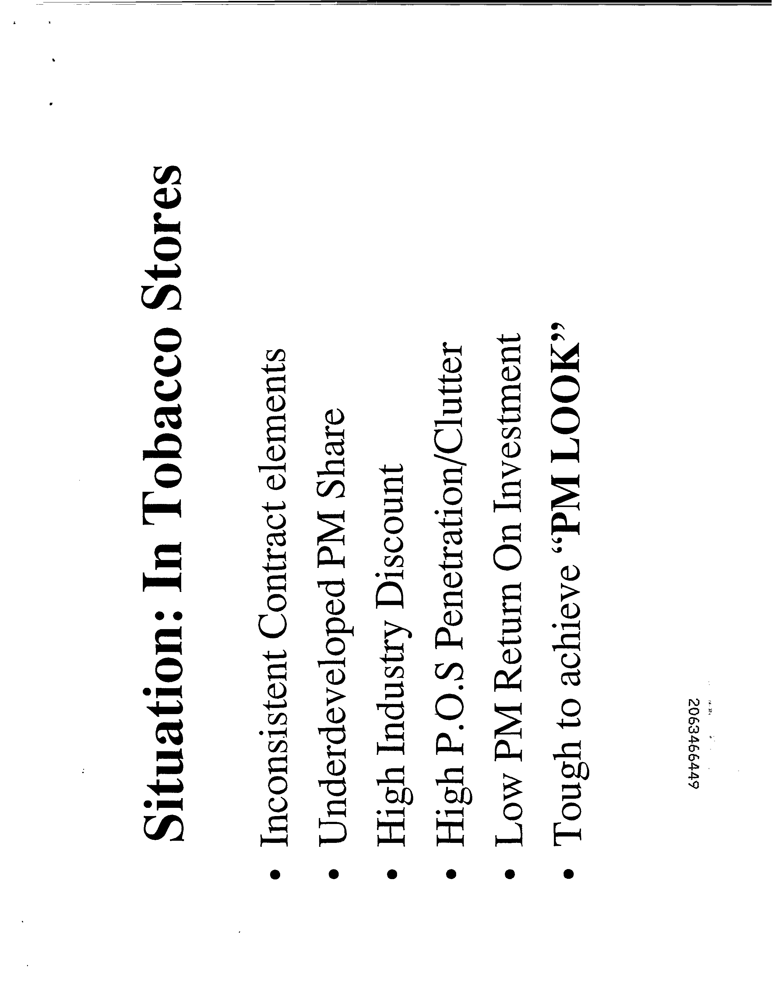 Situation: In Tobacco Stores
• Inconsistent Contract elements
• Underdeveloped PM Share
• High Industry Discount
• High P.O.S Penetration/Clutter
• Low PM Return On Investment
• Tough to achieve “PM LOOK”
2063466449